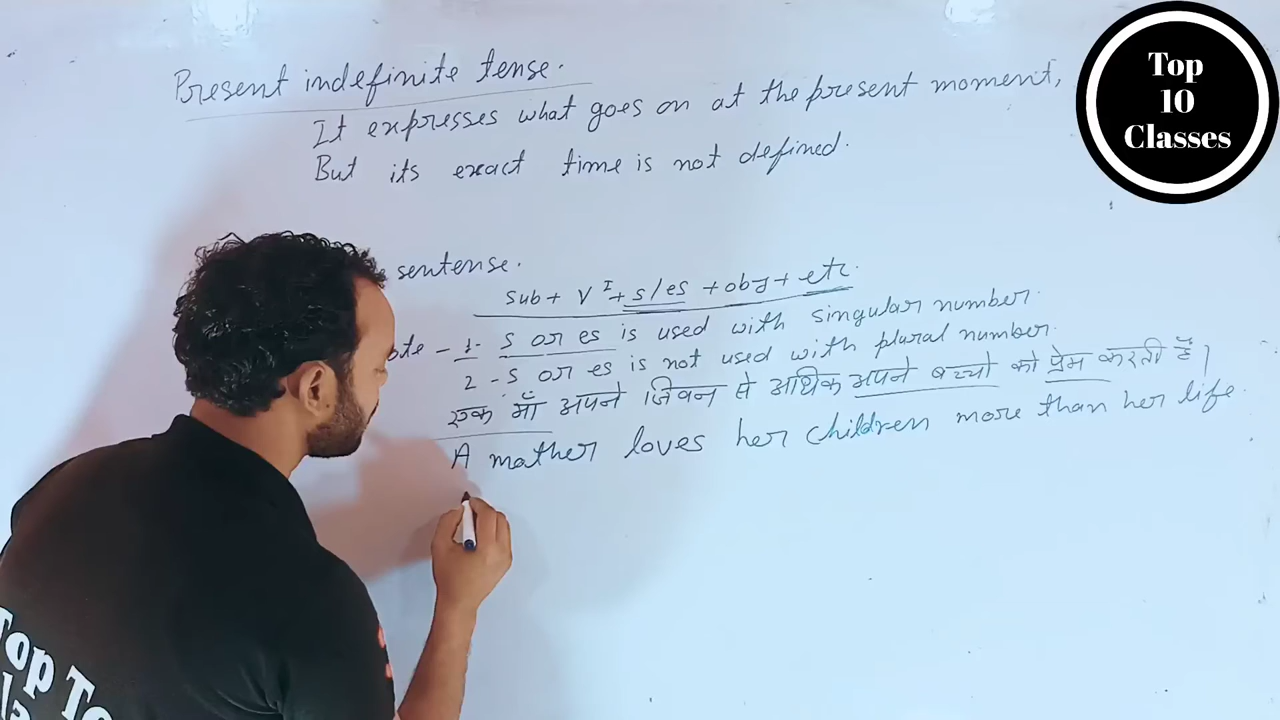 Present indefinite tense.
It expresses what goes on at the present moment,
But its exact time is not defined.
sentense.
sub + V I + s/es + obj + etc.
ote - 1- S or es is used with singular number.
2 - S or es is not used with plural number.
एक माँ अपने जिवन से अधिक अपने बच्चो को प्रेम करती हैं।
A mother loves her children more than her life.
Top
10
Classes
Top Te